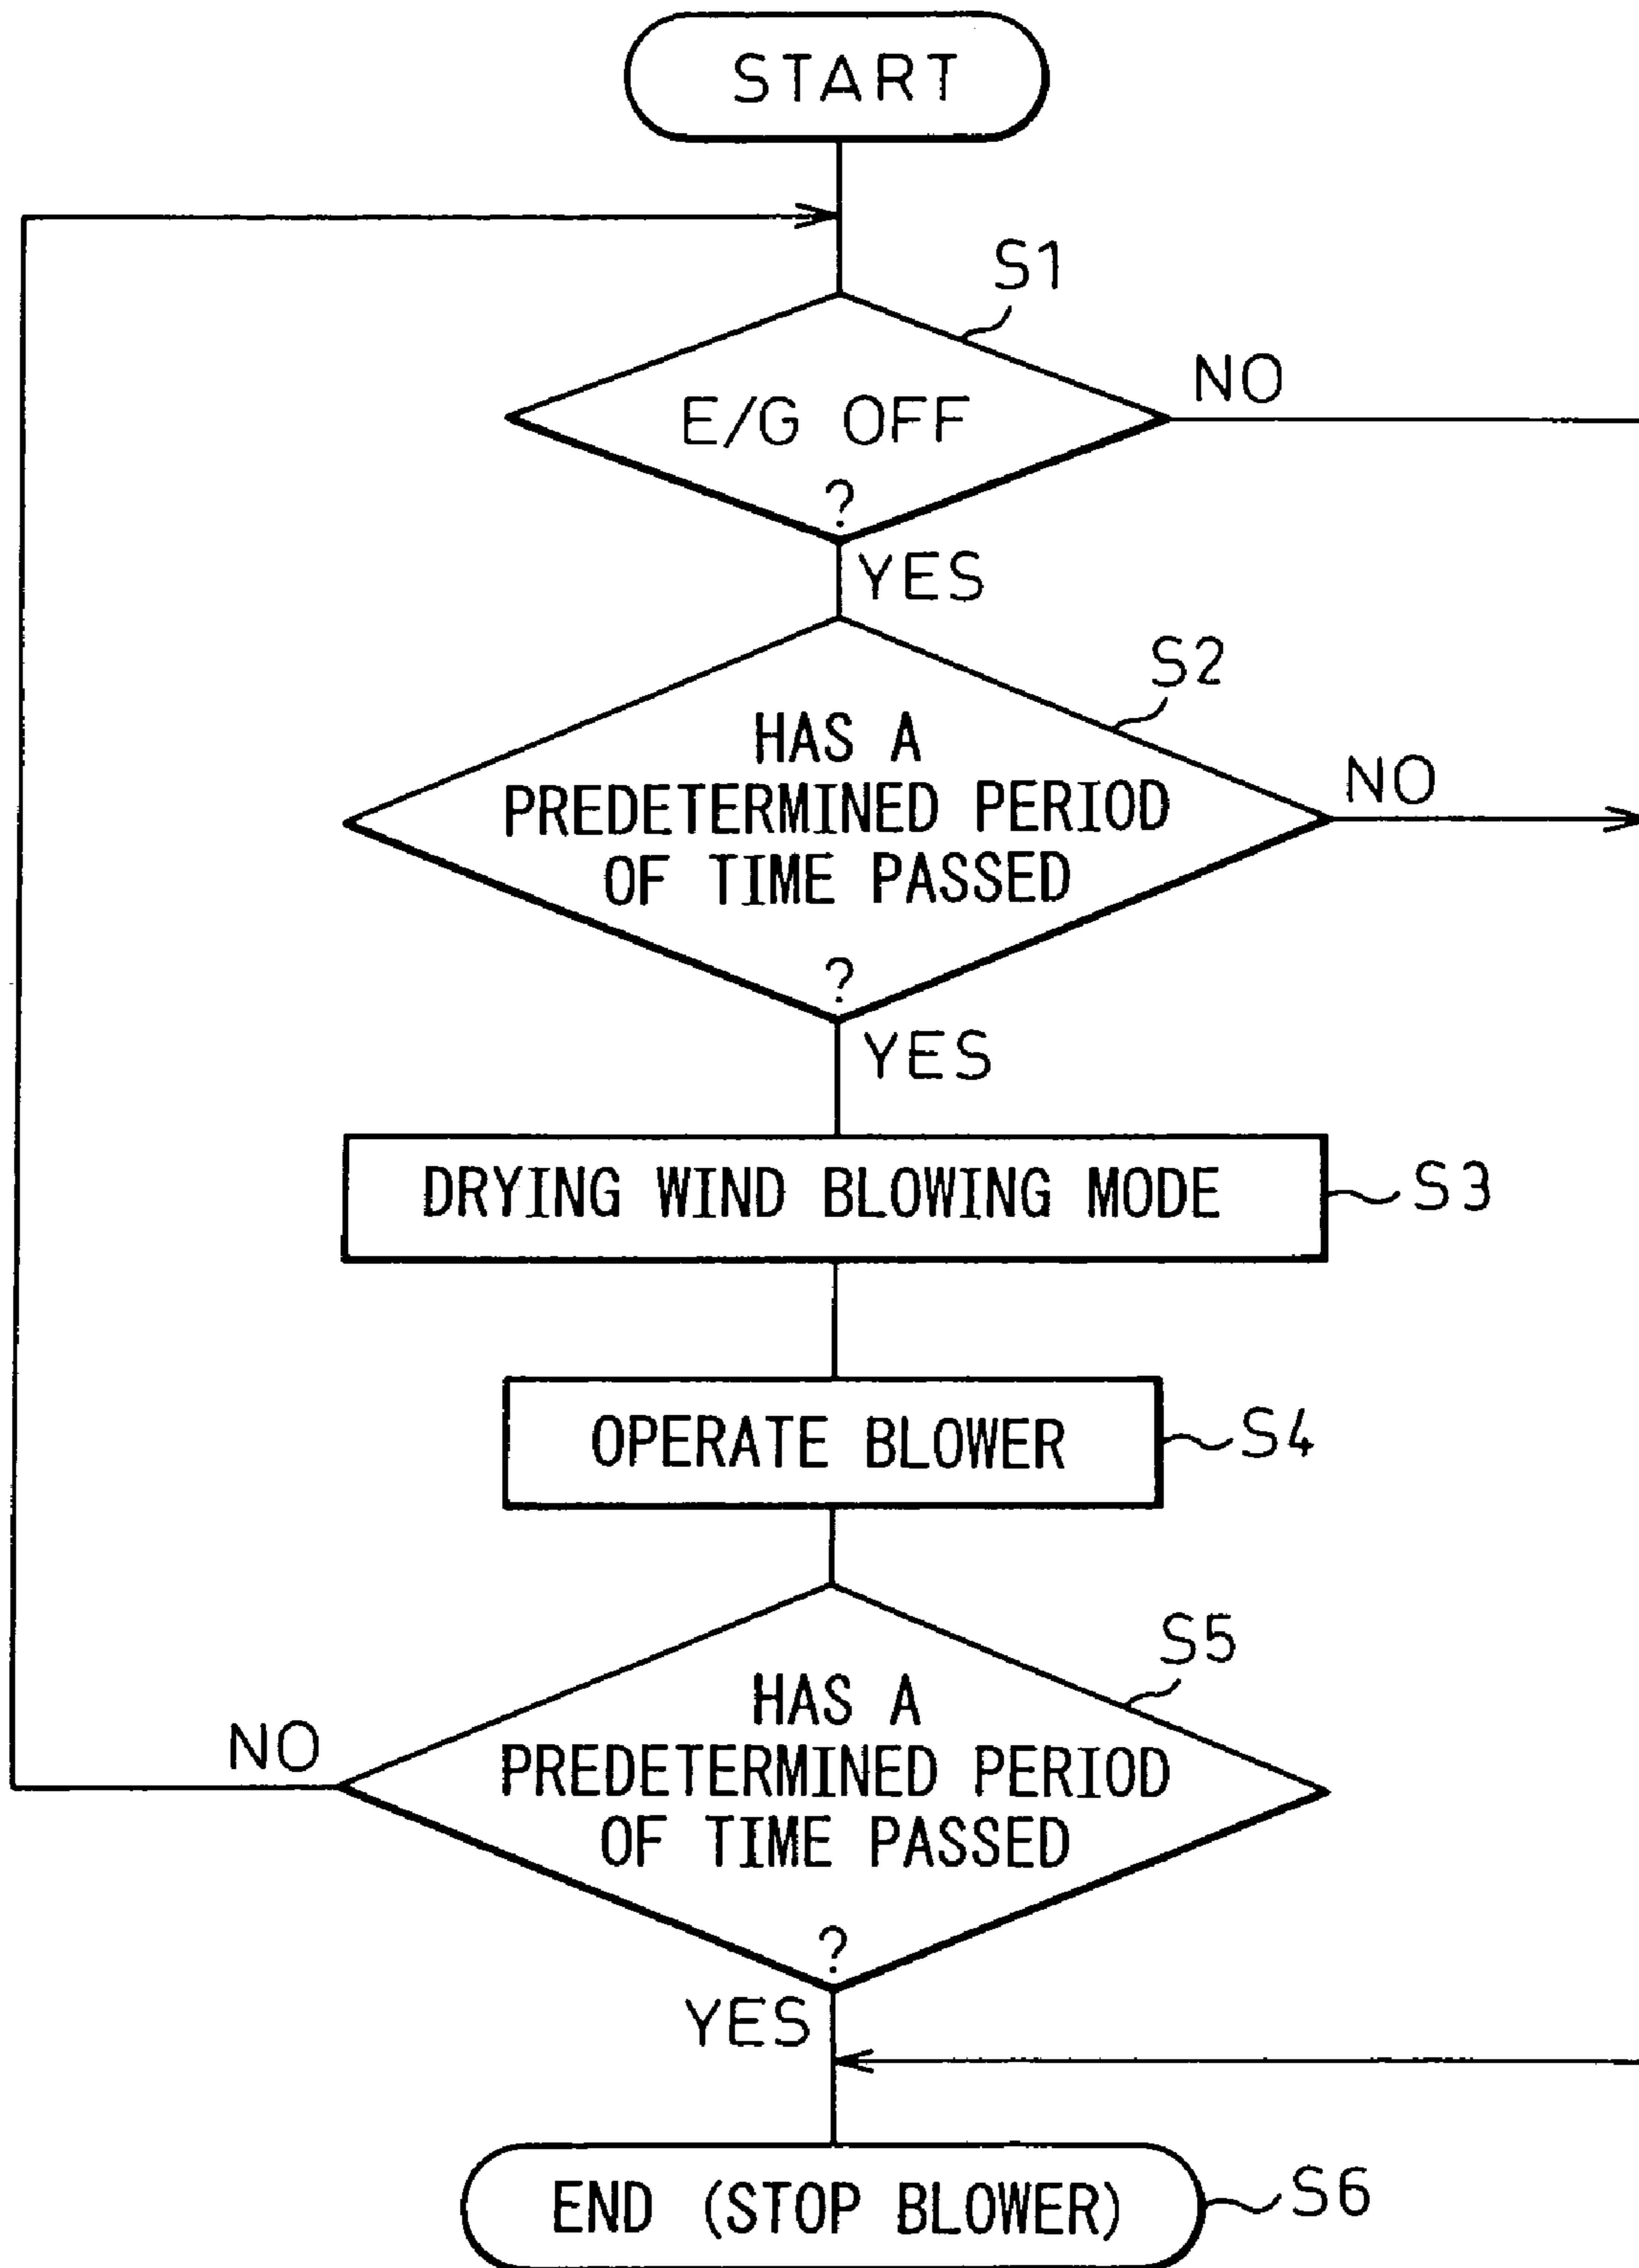 START
S1
E/G OFF
?
NO
YES
S2
HAS A
PREDETERMINED PERIOD
OF TIME PASSED
?
NO
YES
DRYING WIND BLOWING MODE
S3
OPERATE BLOWER
S4
S5
HAS A
PREDETERMINED PERIOD
OF TIME PASSED
?
NO
YES
END (STOP BLOWER)
S6